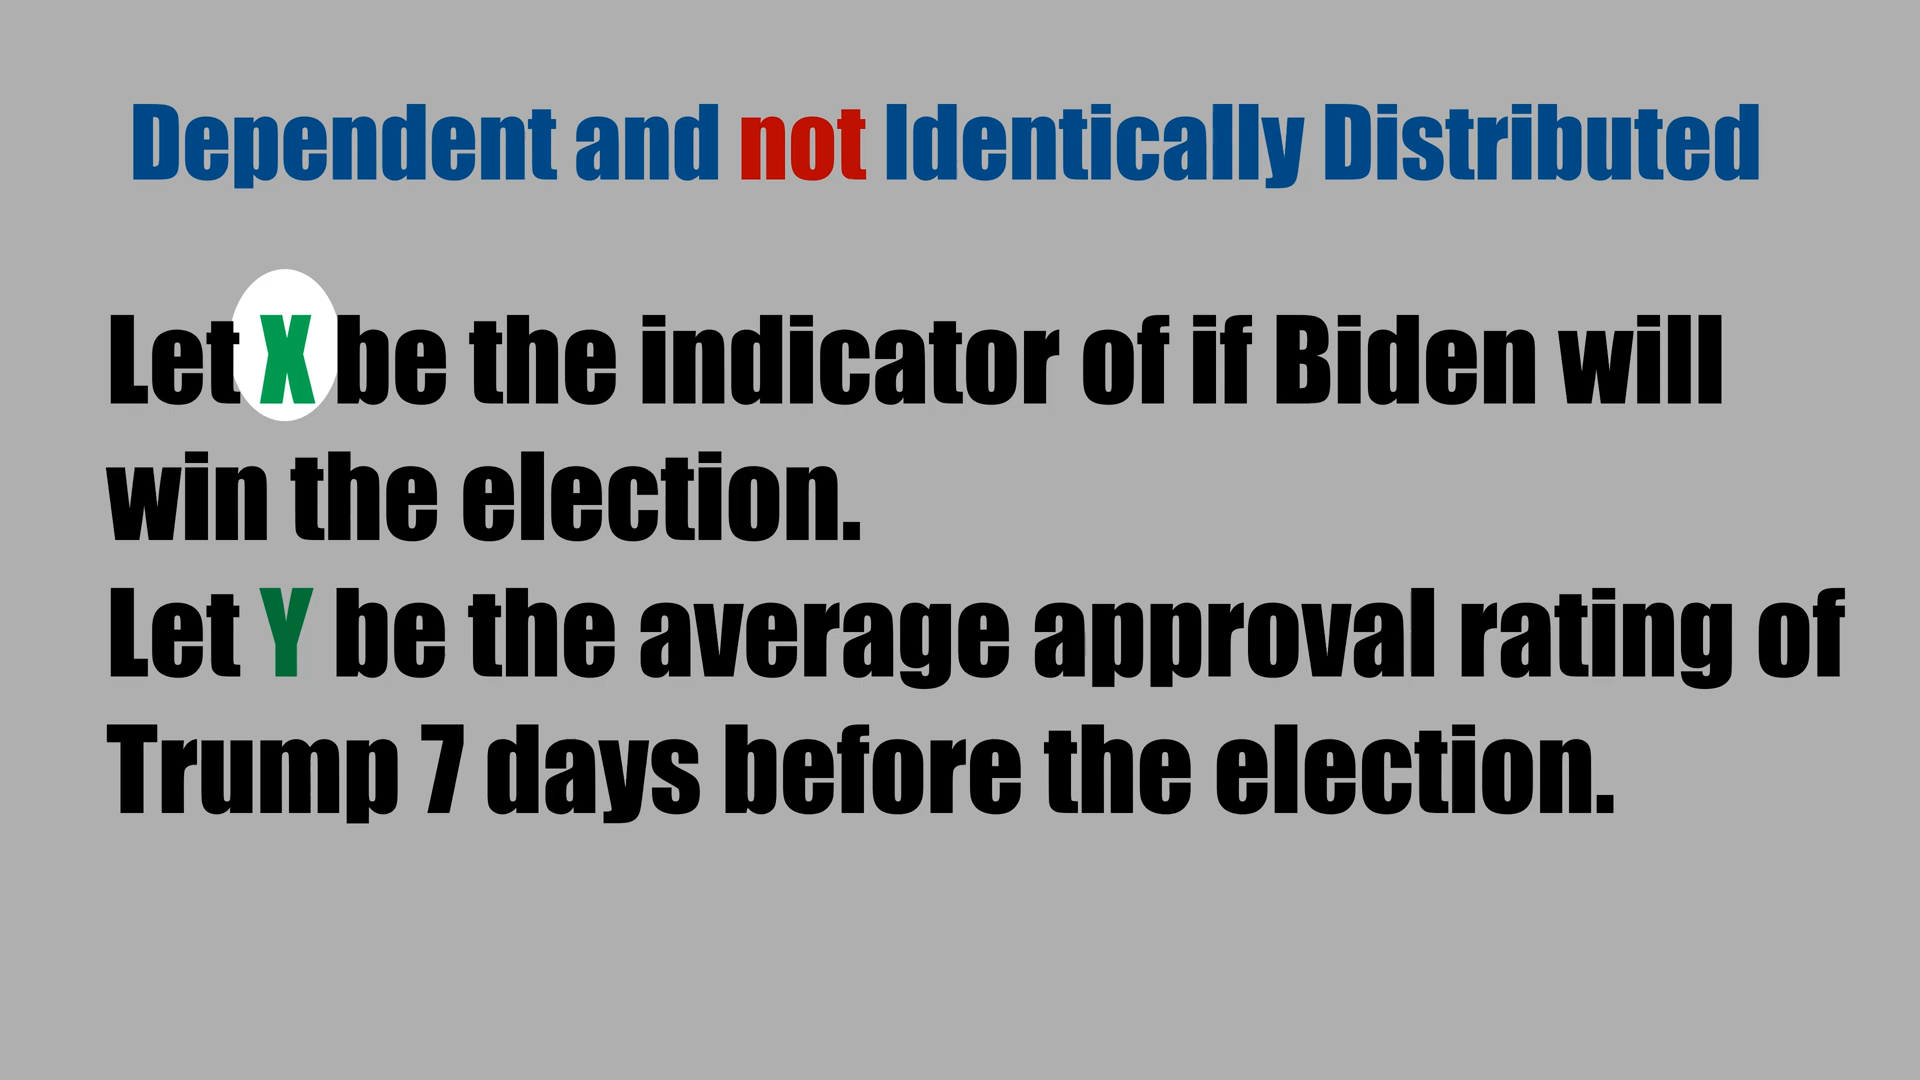 Dependent and not Identically Distributed
Let X be the indicator of if Biden will
win the election.
Let Y be the average approval rating of
Trump 7 days before the election.